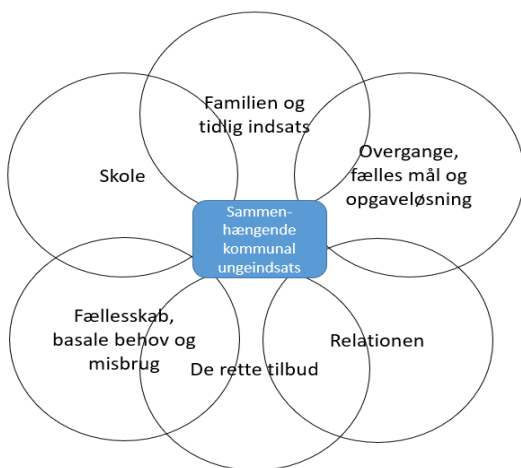 Familien og
tidlig indsats
Skole
Overgange,
fælles mål og
opgaveløsning
Sammen-
hængende
kommunal
ungeindsats
Fællesskab,
basale behov og
misbrug
De rette tilbud
Relationen